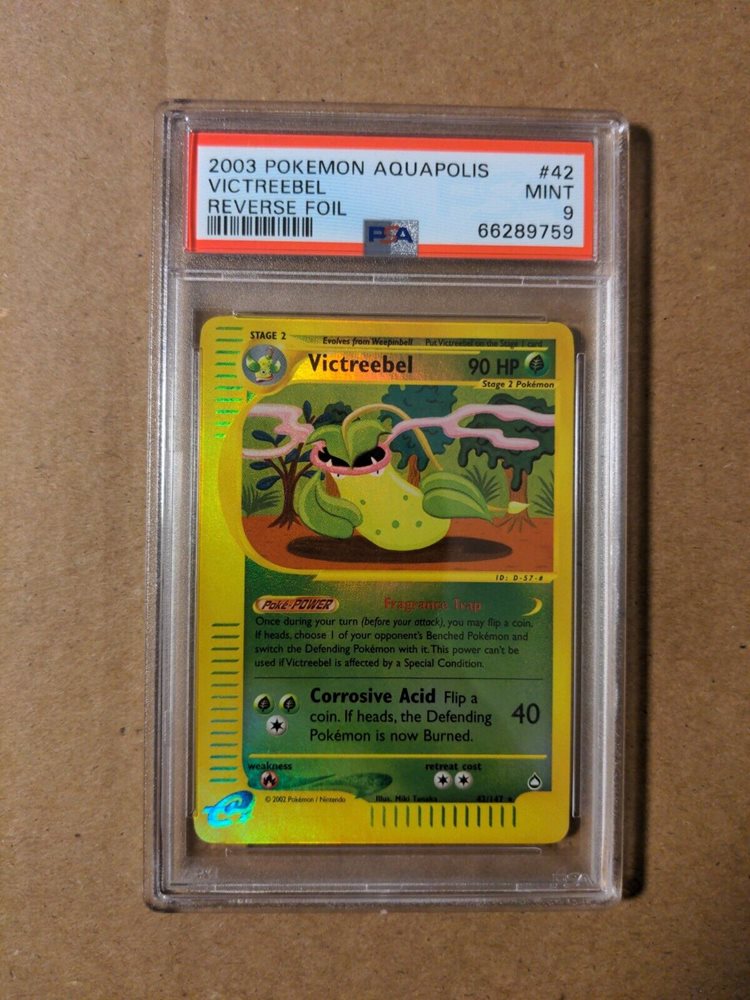 2003 POKEMON AQUAPOLIS #42
VICTREEBEL MINT
REVERSE FOIL 9
PSA 66289759
STAGE 2 Evolves from Weepinbell Put Victreebel on the Stage 1 card
Victreebel 90 HP
Stage 2 Pokémon
ID: D-57-#
Poké-POWER Fragrance Trap
Once during your turn (before your attack), you may flip a coin.
If heads, choose 1 of your opponent's Benched Pokémon and
switch the Defending Pokémon with it. This power can't be
used if Victreebel is affected by a Special Condition.
Corrosive Acid Flip a
coin. If heads, the Defending 40
Pokémon is now Burned.
weakness retreat cost
© 2002 Pokémon / Nintendo Illus. Miki Tanaka 42/147 ★
e